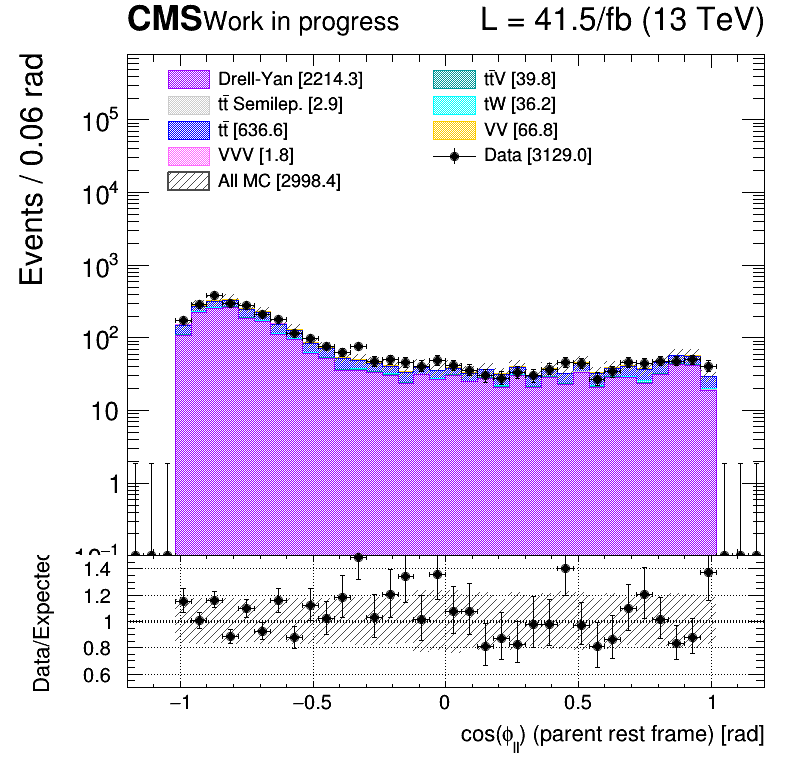 CMS Work in progress L = 41.5/fb (13 TeV)
Events / 0.06 rad
Drell-Yan [2214.3]
tt̄ Semilep. [2.9]
tt̄ [636.6]
VVV [1.8]
All MC [2998.4]
tt̄V [39.8]
tW [36.2]
VV [66.8]
Data [3129.0]
10⁵
10⁴
10³
10²
10
1
10⁻¹
Data/Expected
1.4
1.2
1
0.8
0.6
−1 −0.5 0 0.5 1
cos(ϕ_ll) (parent rest frame) [rad]